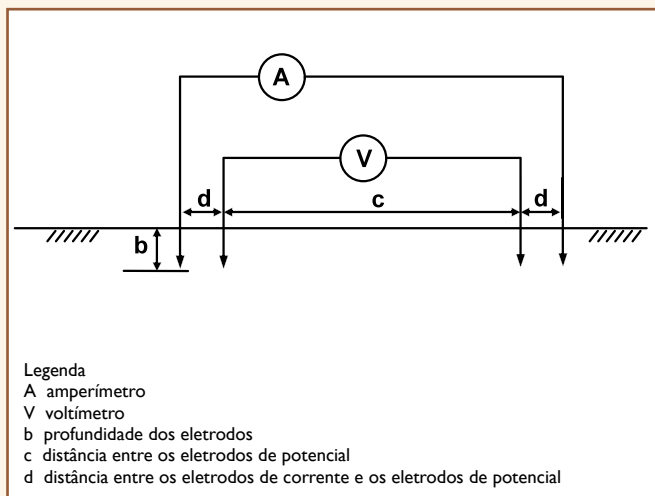 A
V
d c d
b
Legenda
A amperímetro
V voltímetro
b profundidade dos eletrodos
c distância entre os eletrodos de potencial
d distância entre os eletrodos de corrente e os eletrodos de potencial